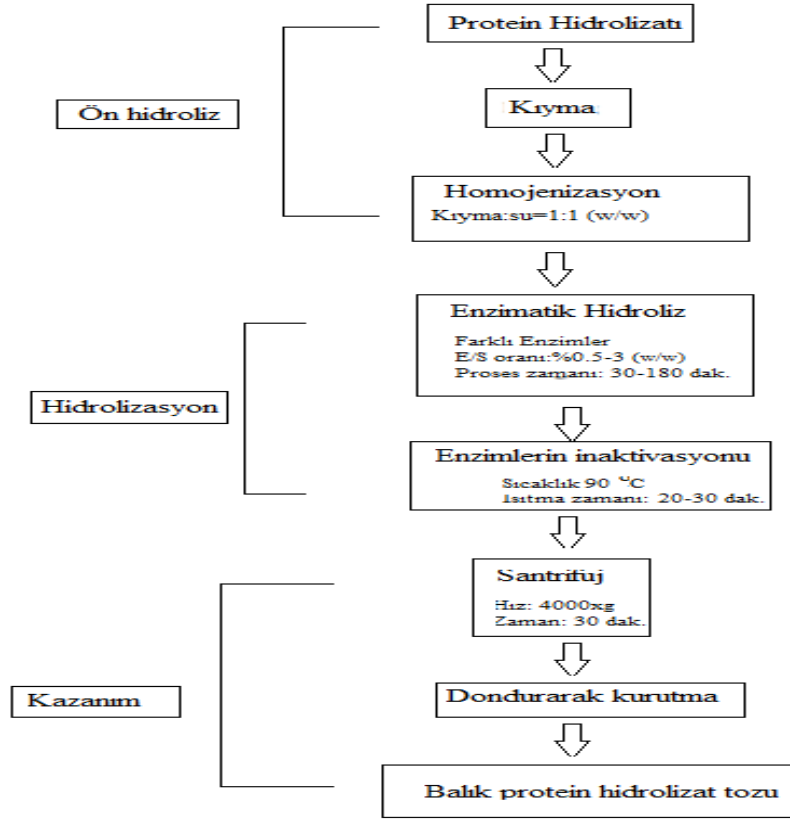 Protein Hidrolizatı
Ön hidroliz
Kıyma
Homojenizasyon
Kıyma:su=1:1 (w/w)
Enzimatik Hidroliz
Farklı Enzimler
E/S oranı:%0.5-3 (w/w)
Proses zamanı: 30-180 dak.
Hidrolizasyon
Enzimlerin inaktivasyonu
Sıcaklık 90 °C
Isıtma zamanı: 20-30 dak.
Santrifuj
Hız: 4000xg
Zaman: 30 dak.
Kazanım
Dondurarak kurutma
Balık protein hidrolizat tozu